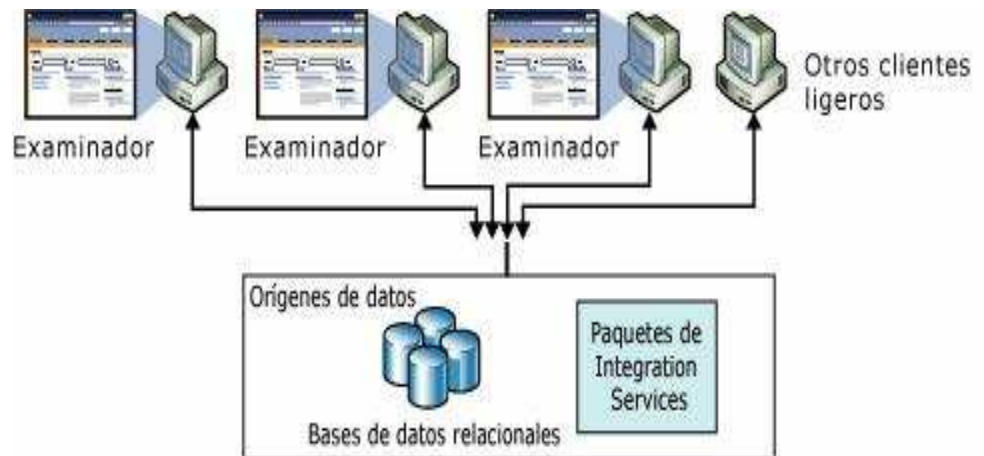 Otros clientes
ligeros
Examinador
Examinador
Examinador
Orígenes de datos
Paquetes de
Integration
Services
Bases de datos relacionales